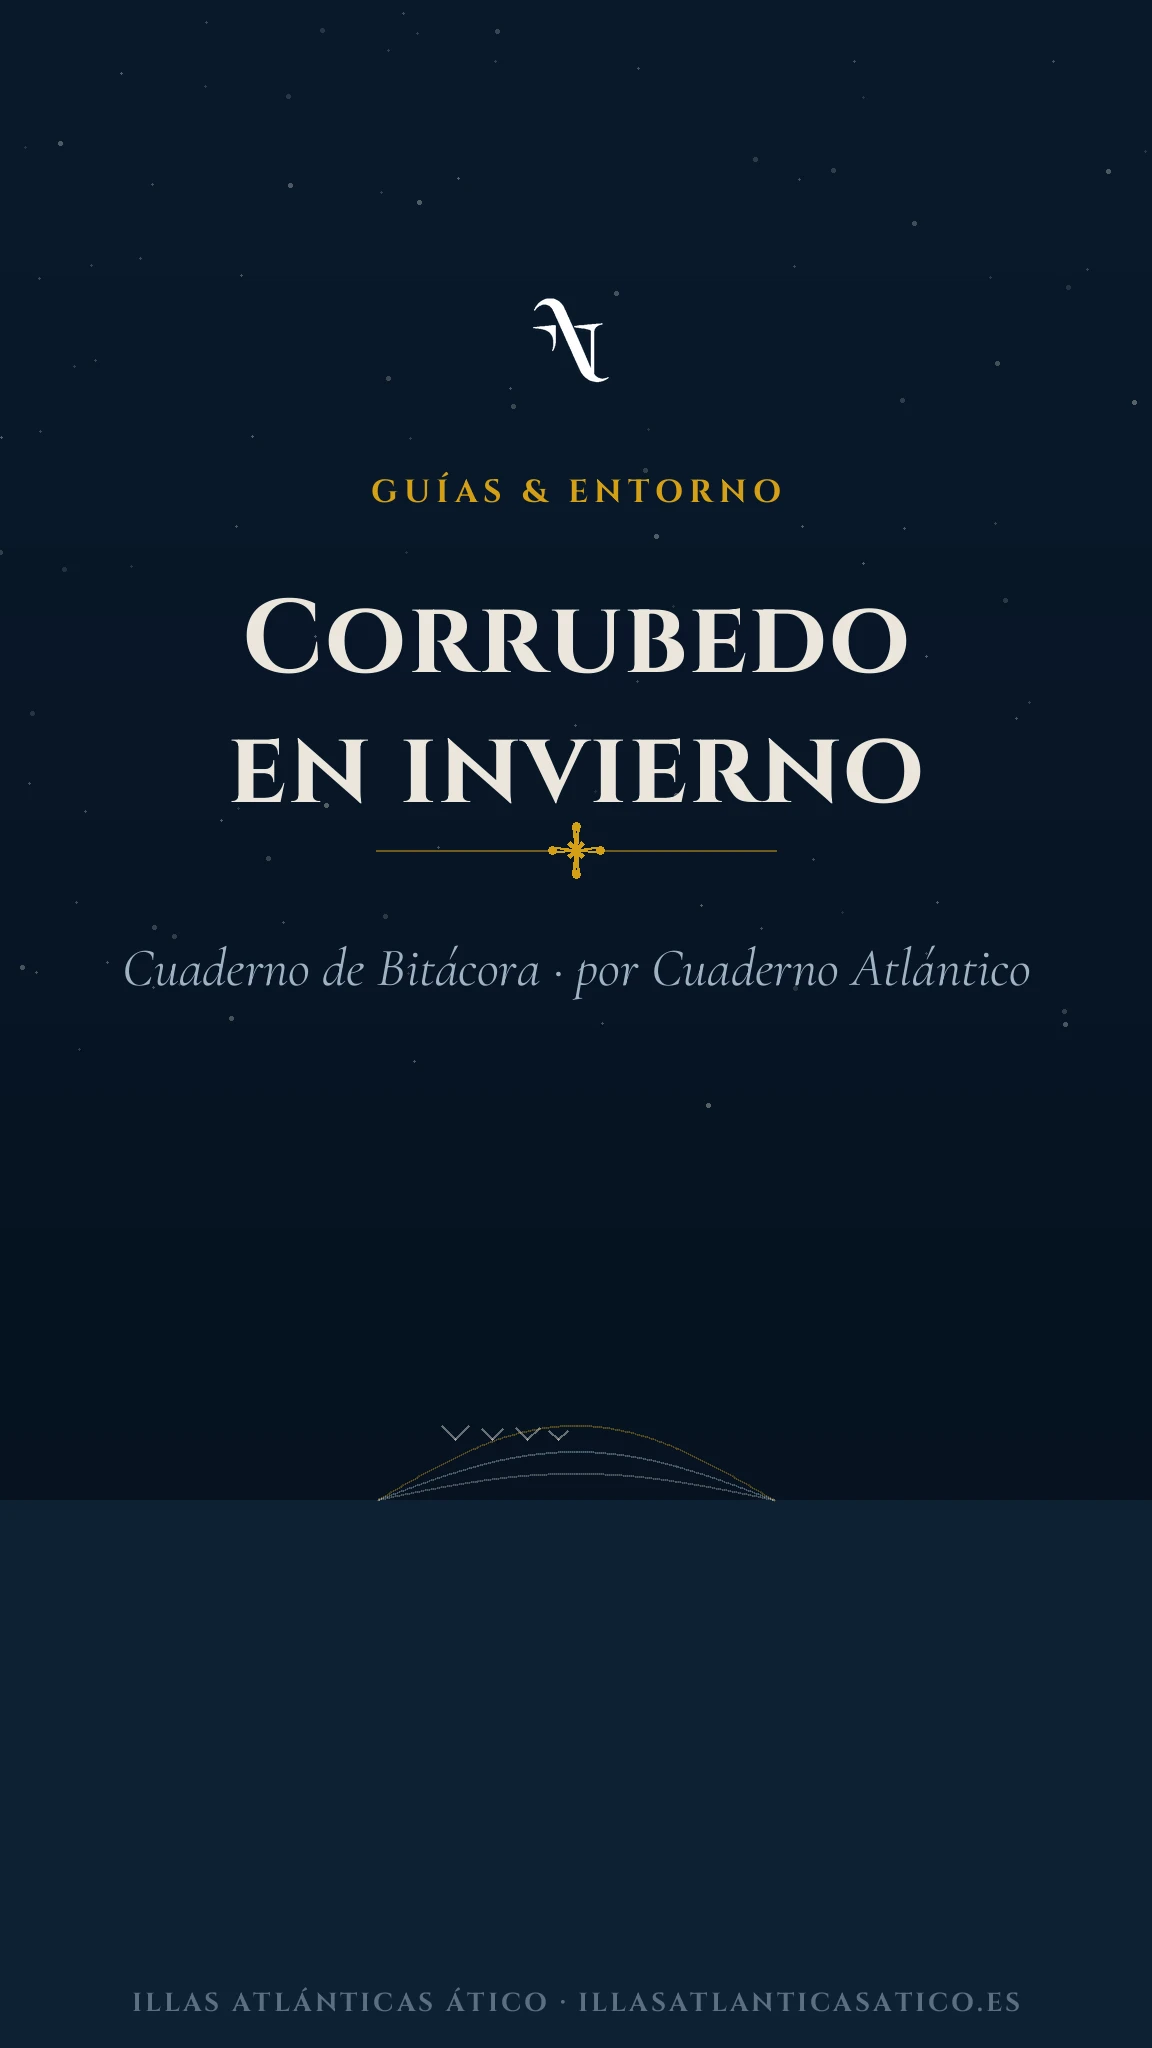 GUÍAS & ENTORNO
CORRUBEDO
EN INVIERNO
Cuaderno de Bitácora · por Cuaderno Atlántico
ILLAS ATLÁNTICAS ÁTICO · ILLASATLANTICASATICO.ES